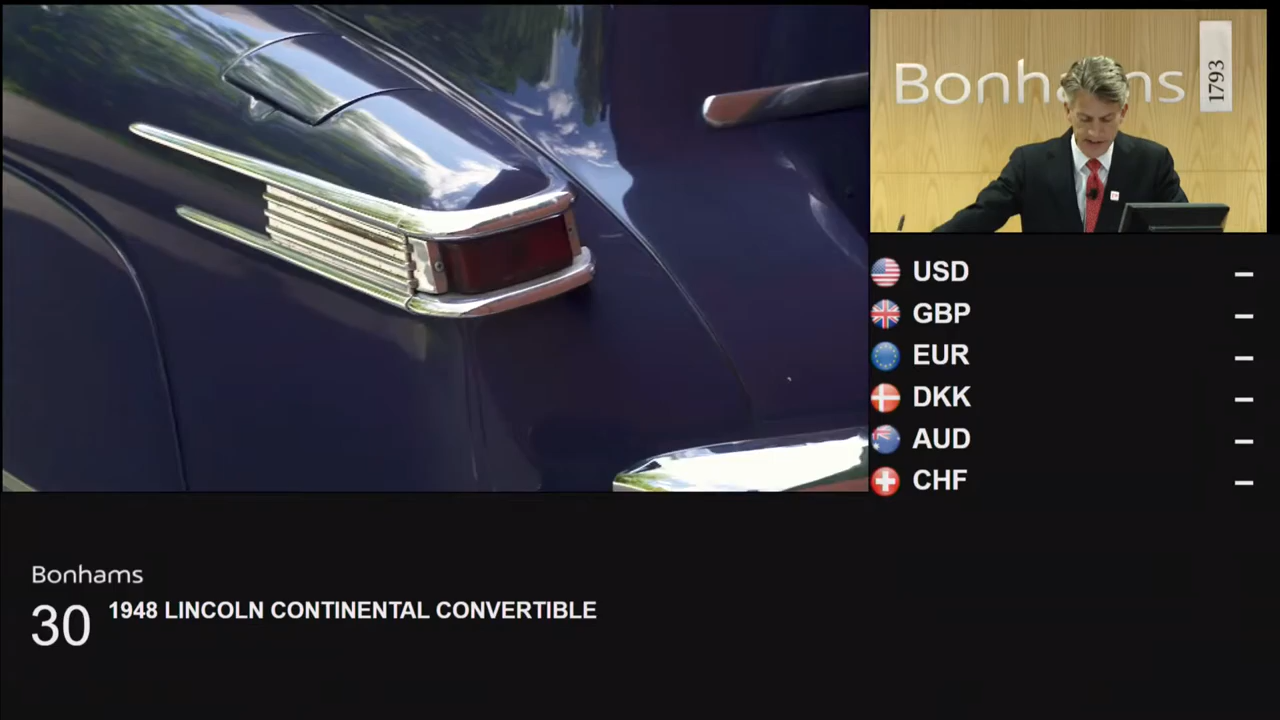 Bonhams
1793
USD –
GBP –
EUR –
DKK –
AUD –
CHF –
Bonhams
30 1948 LINCOLN CONTINENTAL CONVERTIBLE